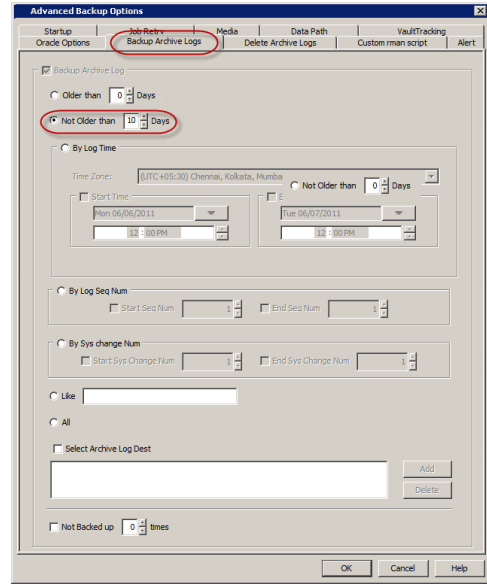 Advanced Backup Options
Startup Job Retry Media Data Path VaultTracking
Oracle Options Backup Archive Logs Delete Archive Logs Custom rman script Alert
Backup Archive Log
Older than 0 Days
Not Older than 10 Days
By Log Time
Time Zone: (UTC+05:30) Chennai, Kolkata, Mumba
Not Older than 0 Days
Start Time E
Mon 06/06/2011 Tue 06/07/2011
12 : 00 PM 12 : 00 PM
By Log Seq Num
Start Seq Num 1 End Seq Num 1
By Sys change Num
Start Sys Change Num 1 End Sys Change Num 1
Like
All
Select Archive Log Dest
Add
Delete
Not Backed up 0 times
OK Cancel Help